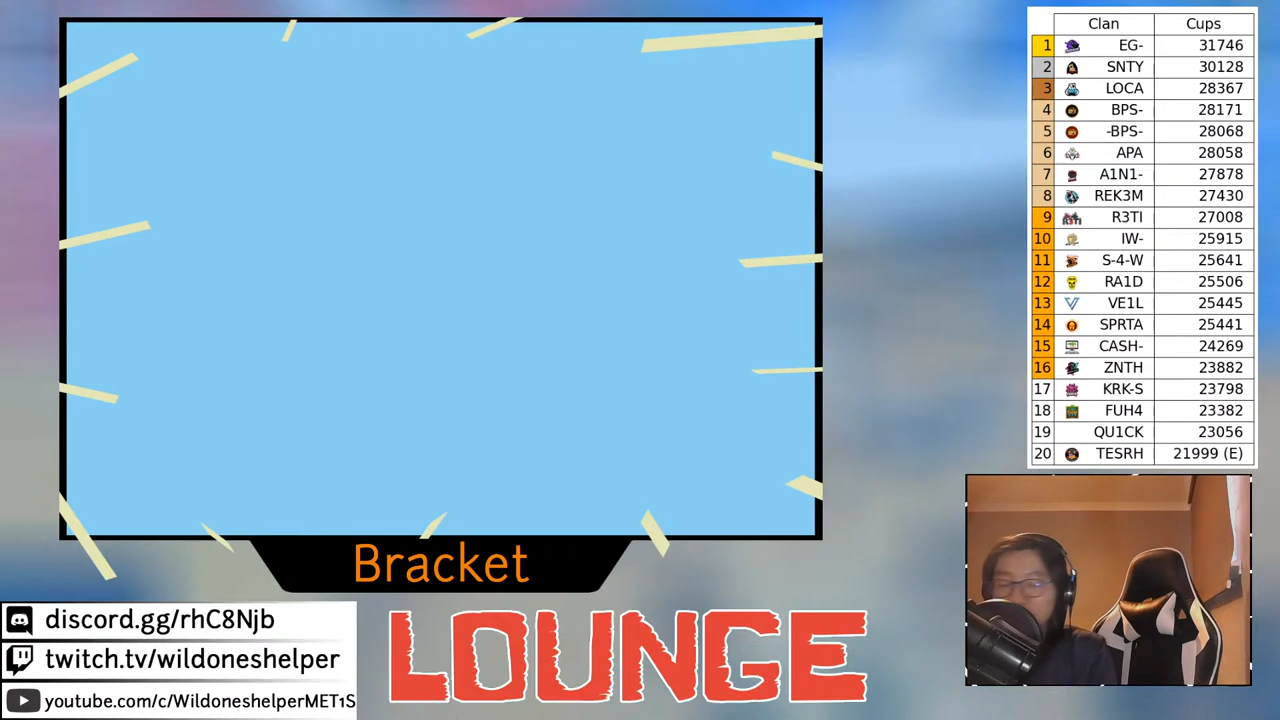 Clan Cups
1 EG- 31746
2 SNTY 30128
3 LOCA 28367
4 BPS- 28171
5 -BPS- 28068
6 APA 28058
7 A1N1- 27878
8 REK3M 27430
9 R3TI 27008
10 IW- 25915
11 S-4-W 25641
12 RA1D 25506
13 VE1L 25445
14 SPRTA 25441
15 CASH- 24269
16 ZNTH 23882
17 KRK-S 23798
18 FUH4 23382
19 QU1CK 23056
20 TESRH 21999 (E)
Bracket
LOUNGE
discord.gg/rhC8Njb
twitch.tv/wildoneshelper
youtube.com/c/WildoneshelperMET1S